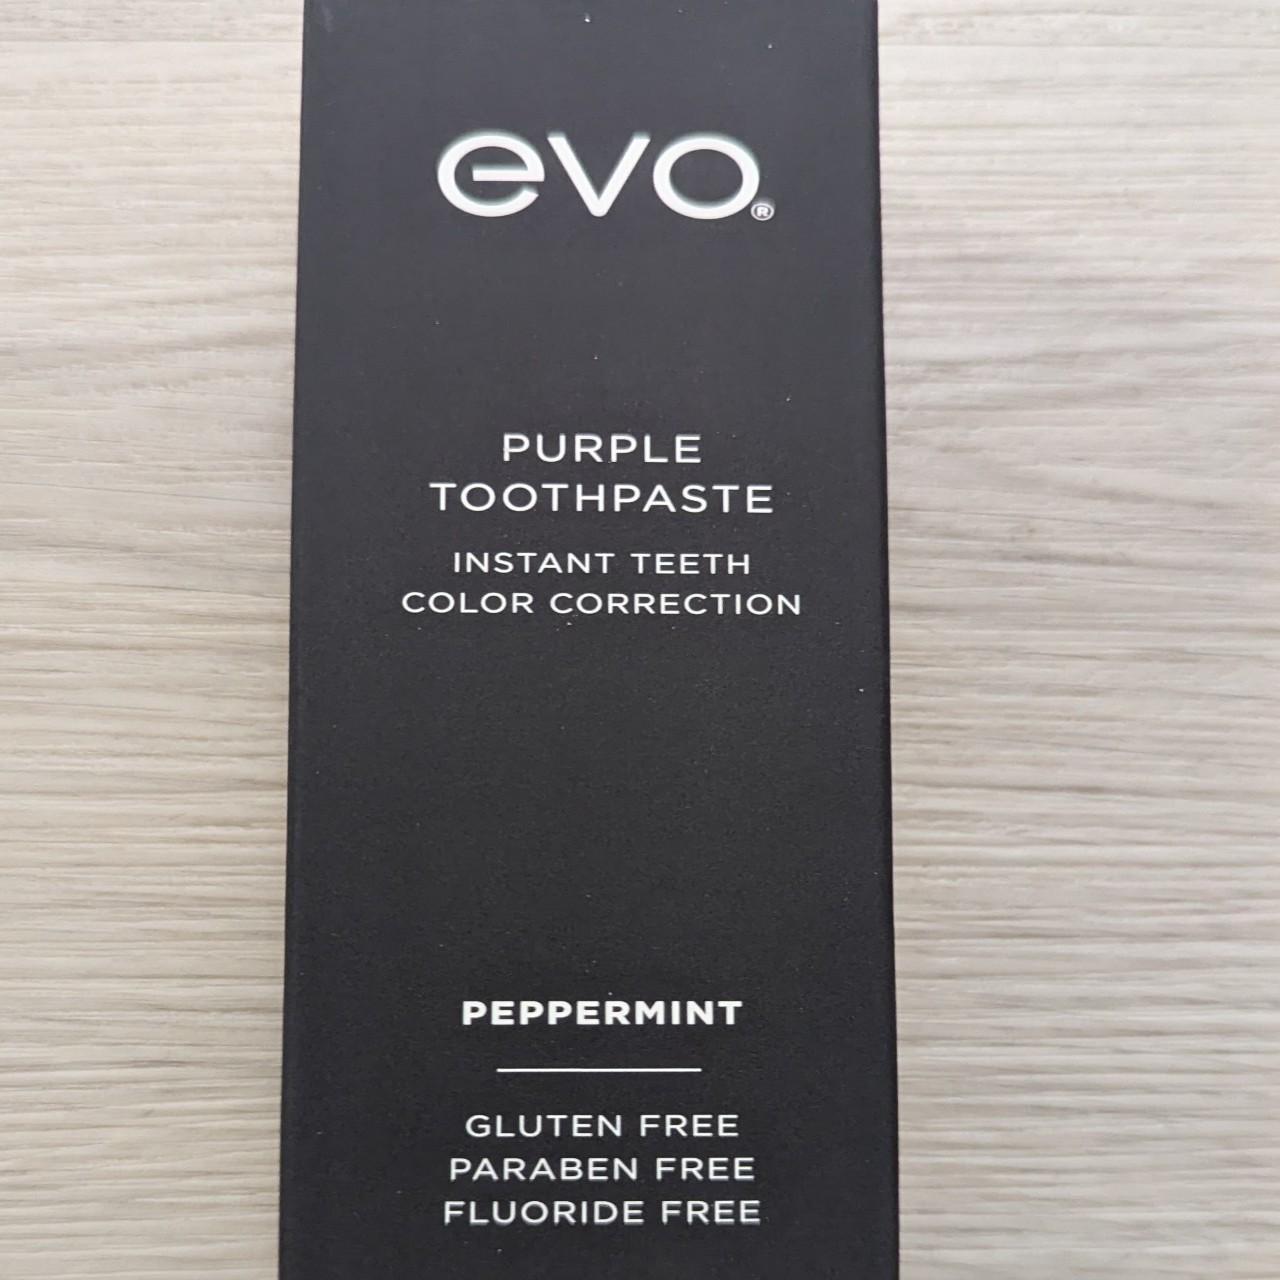 evo®
PURPLE
TOOTHPASTE
INSTANT TEETH
COLOR CORRECTION
PEPPERMINT
GLUTEN FREE
PARABEN FREE
FLUORIDE FREE